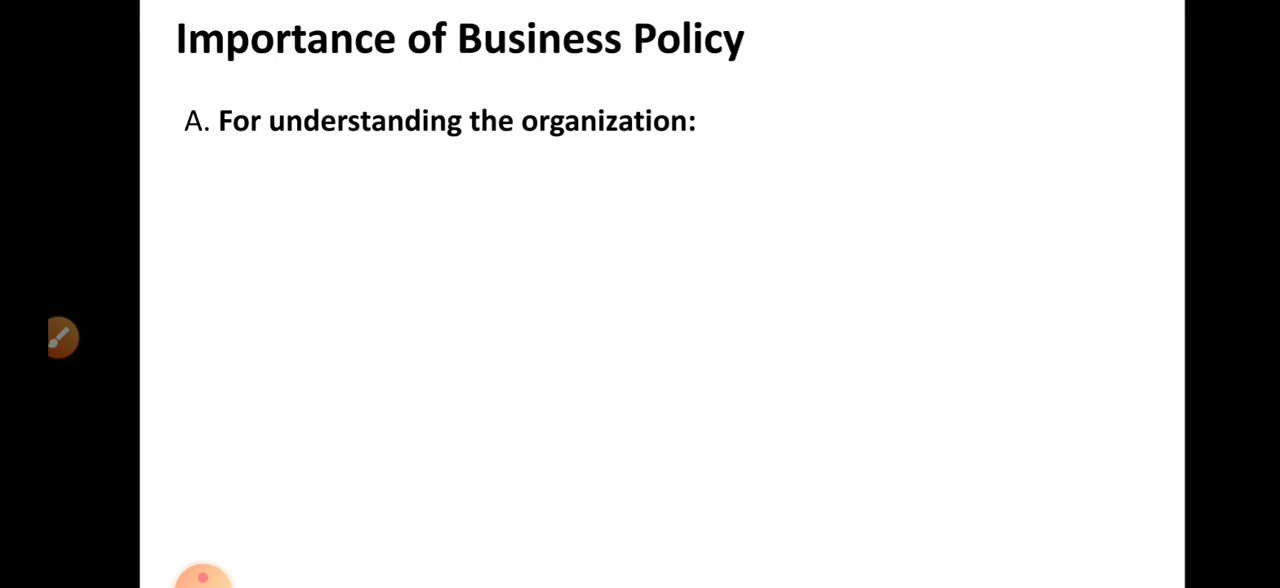 Importance of Business Policy
A. For understanding the organization: